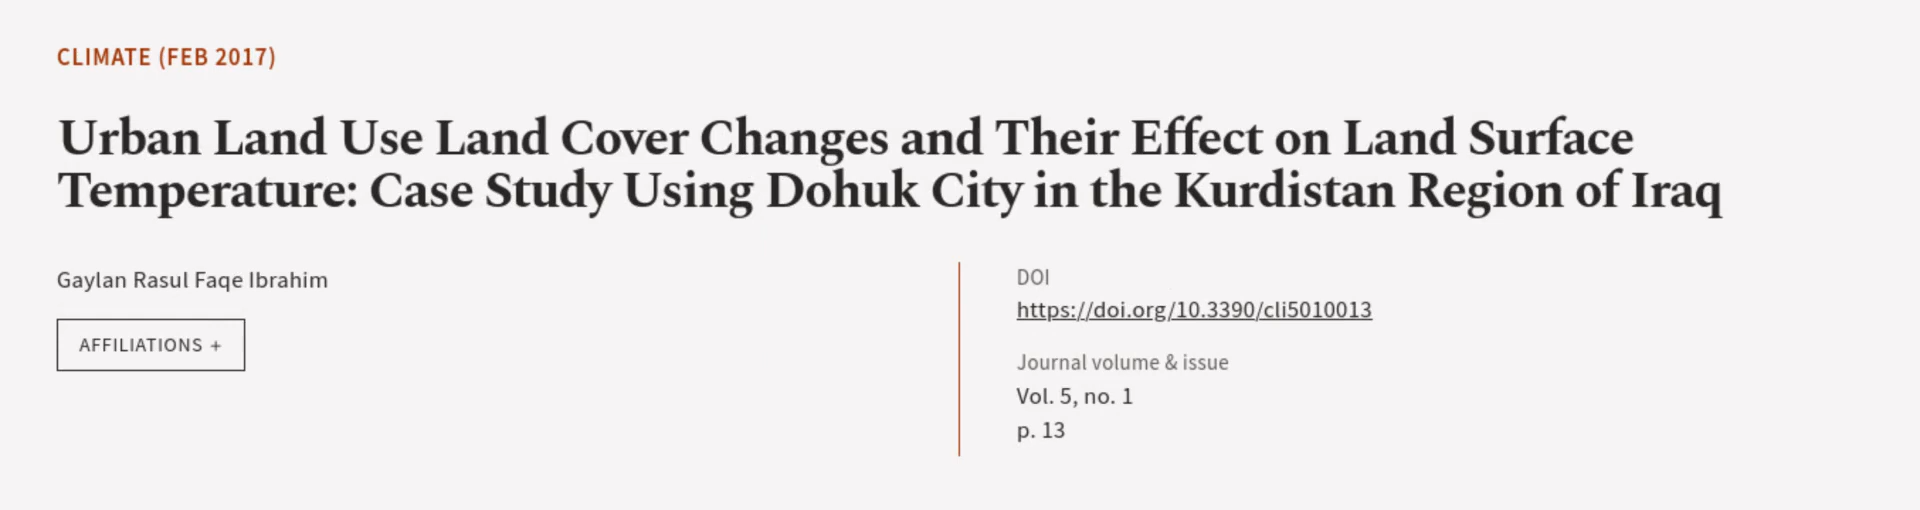 CLIMATE (FEB 2017)
Urban Land Use Land Cover Changes and Their Effect on Land Surface
Temperature: Case Study Using Dohuk City in the Kurdistan Region of Iraq
Gaylan Rasul Faqe Ibrahim
AFFILIATIONS +
DOI
https://doi.org/10.3390/cli5010013
Journal volume & issue
Vol. 5, no. 1
p. 13